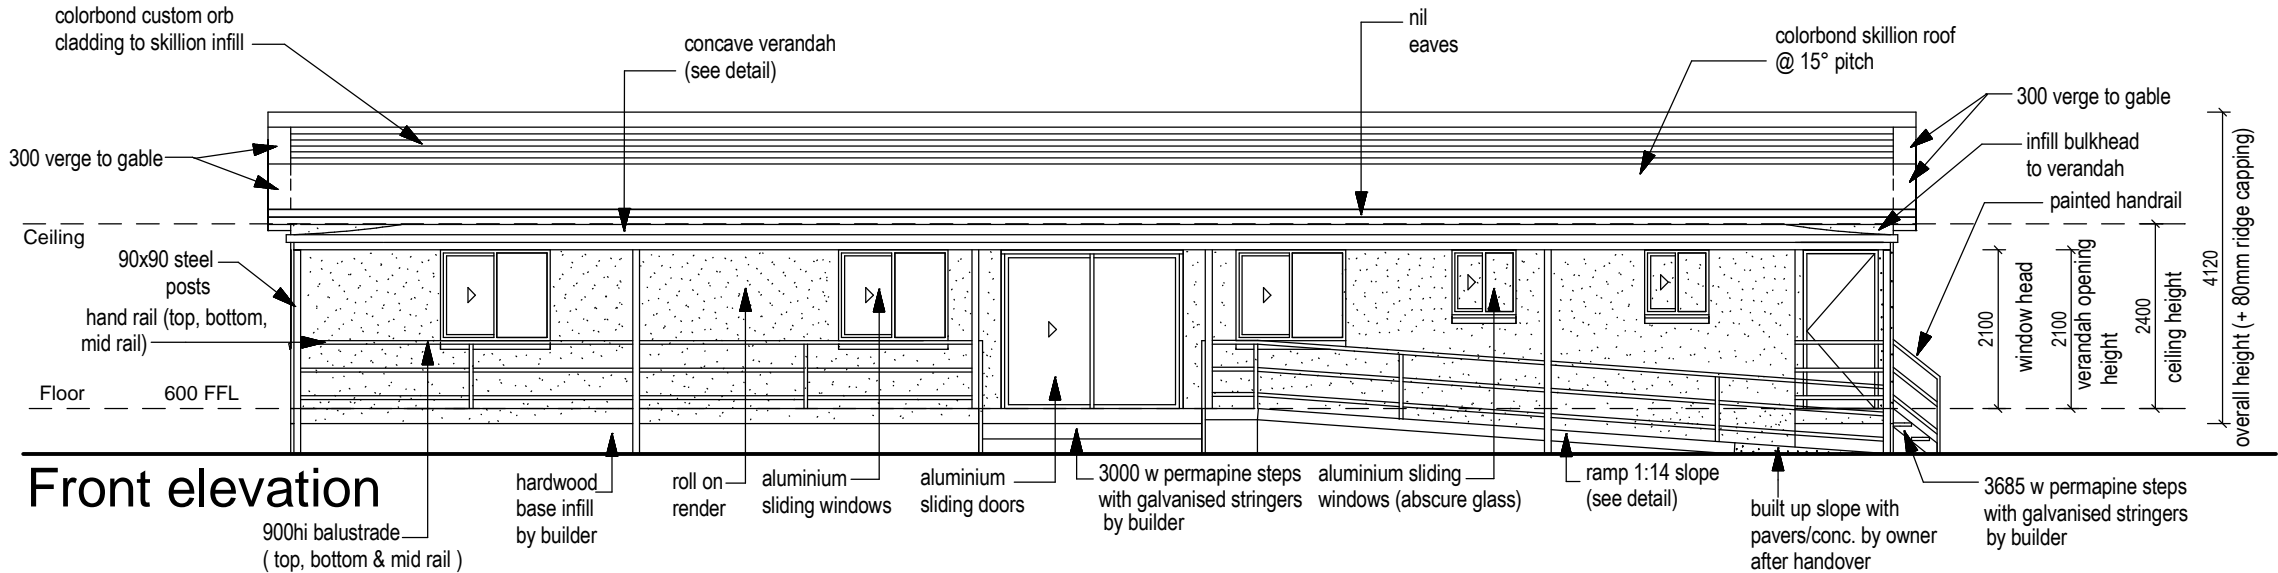 colorbond custom orb
cladding to skillion infill
concave verandah
(see detail)
nil
eaves
colorbond skillion roof
@ 15° pitch
300 verge to gable
300 verge to gable
infill bulkhead
to verandah
painted handrail
Ceiling
90x90 steel
posts
hand rail (top, bottom,
mid rail)
Floor
600 FFL
2100
window head
2100
verandah opening
height
2400
ceiling height
4120
overall height (+ 80mm ridge capping)
Front elevation
900hi balustrade
( top, bottom & mid rail )
hardwood
base infill
by builder
roll on
render
aluminium
sliding windows
aluminium
sliding doors
3000 w permapine steps
with galvanised stringers
by builder
aluminium sliding
windows (abscure glass)
ramp 1:14 slope
(see detail)
built up slope with
pavers/conc. by owner
after handover
3685 w permapine steps
with galvanised stringers
by builder